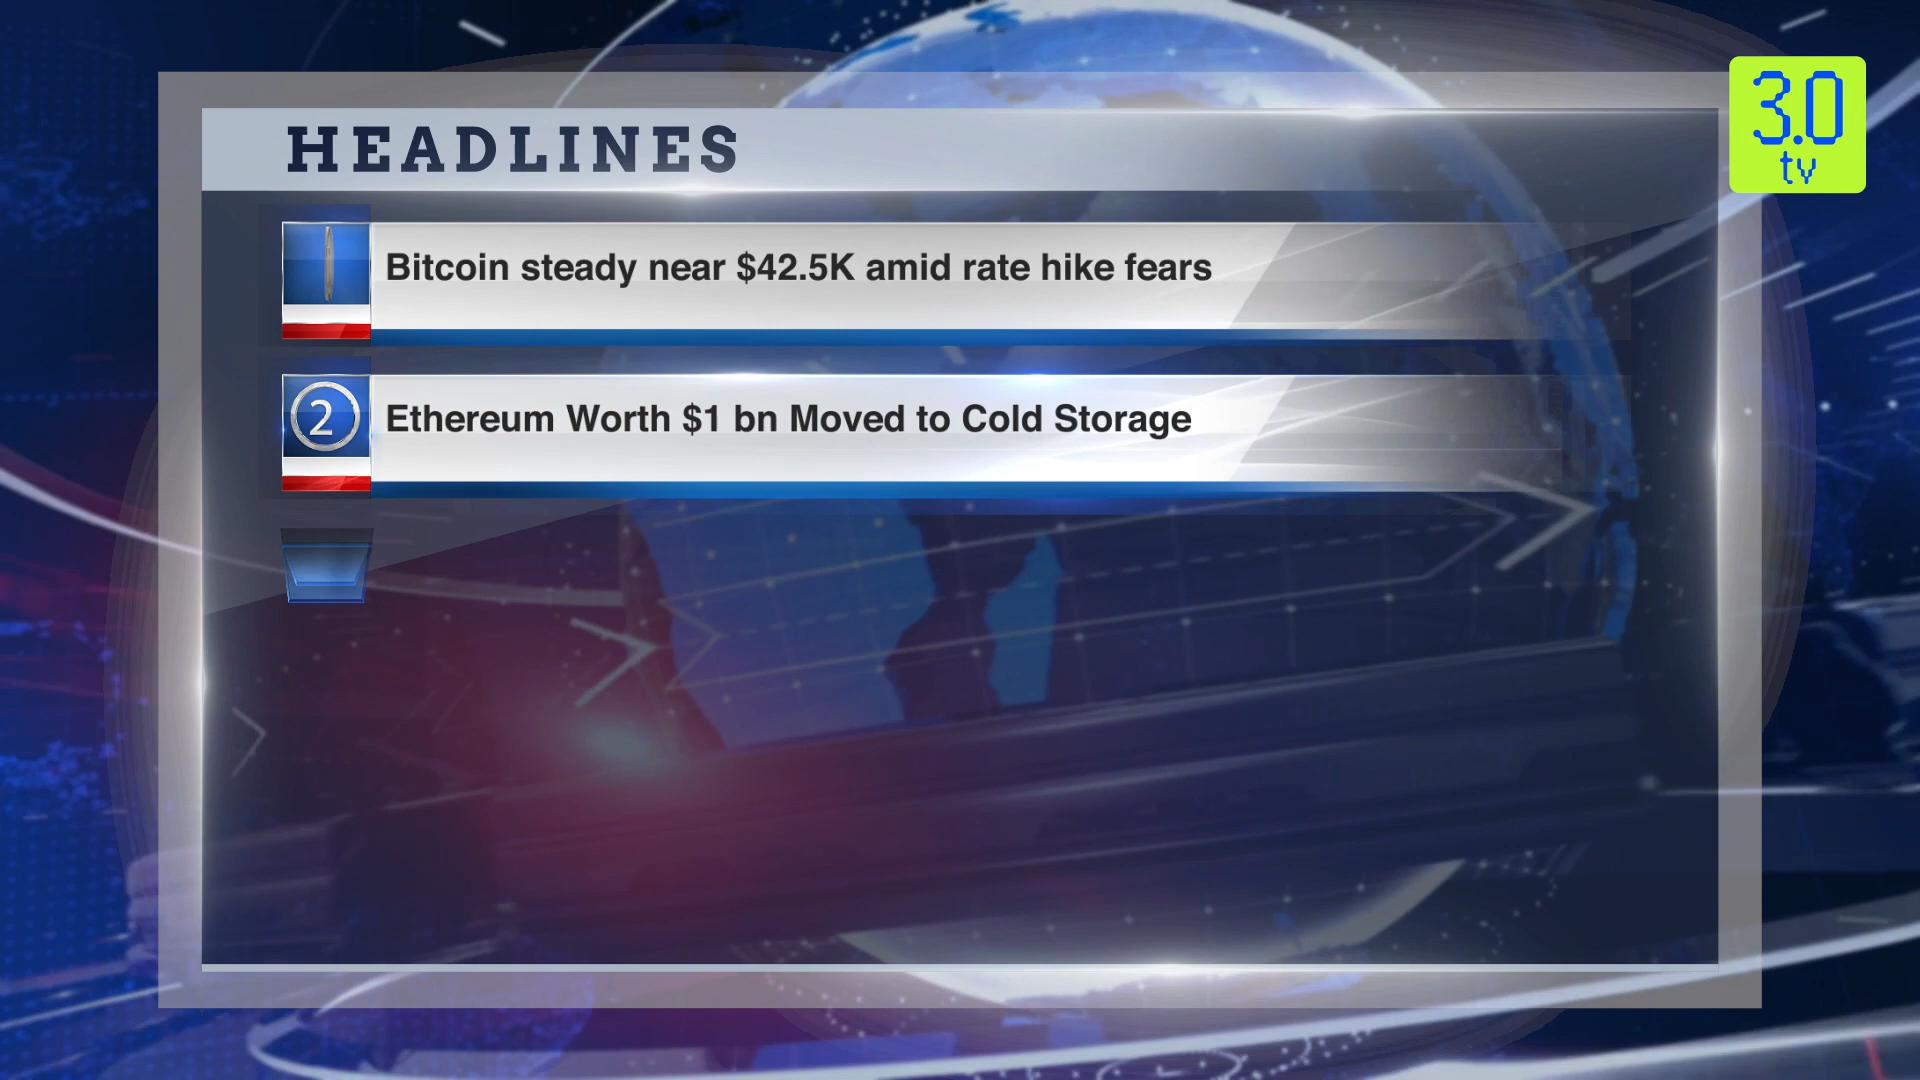 HEADLINES
3.0
tv
Bitcoin steady near $42.5K amid rate hike fears
2
Ethereum Worth $1 bn Moved to Cold Storage